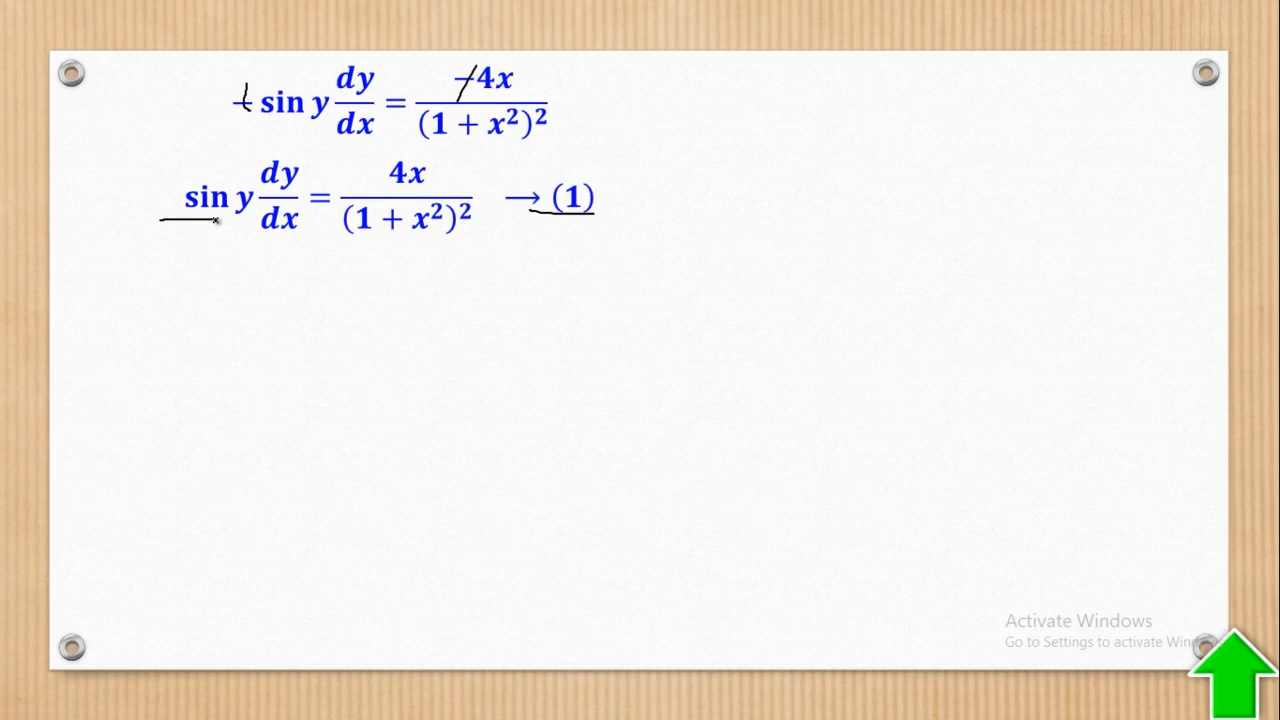 − sin y dy/dx = −4x/(1 + x²)²
sin y dy/dx = 4x/(1 + x²)² → (1)
Activate Windows
Go to Settings to activate Windows